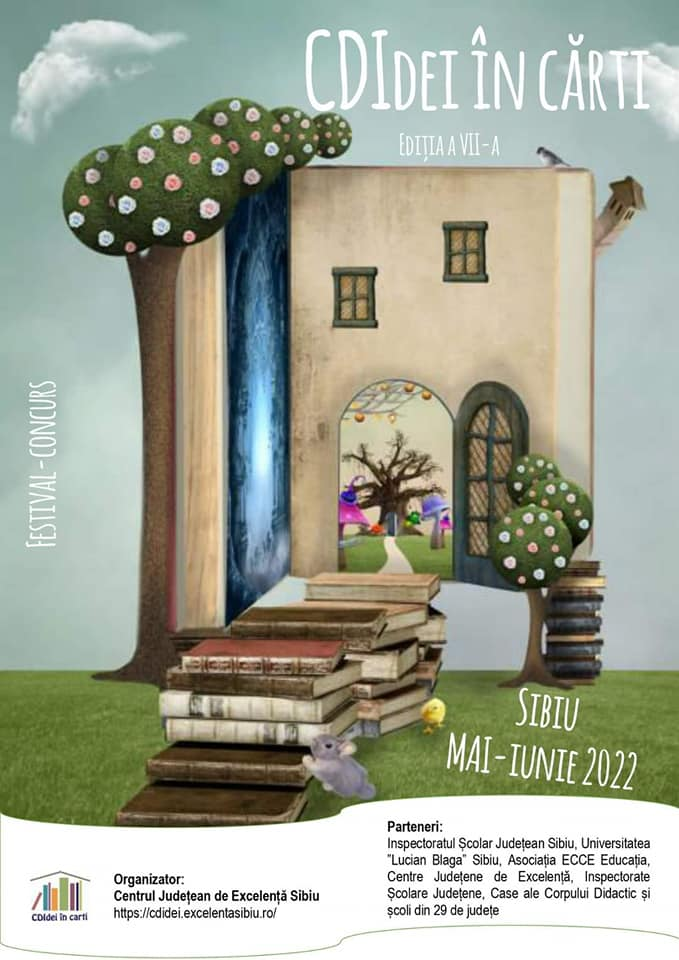 CDIdei în cărti
Ediția a VII-a
Festival-concurs
Sibiu
mai-iunie 2022
Organizator:
Centrul Județean de Excelență Sibiu
https://cdidei.excelentasibiu.ro/
CDIdei în carti
Parteneri:
Inspectoratul Școlar Județean Sibiu, Universitatea
”Lucian Blaga” Sibiu, Asociația ECCE Educația,
Centre Județene de Excelență, Inspectorate
Școlare Județene, Case ale Corpului Didactic și
școli din 29 de județe